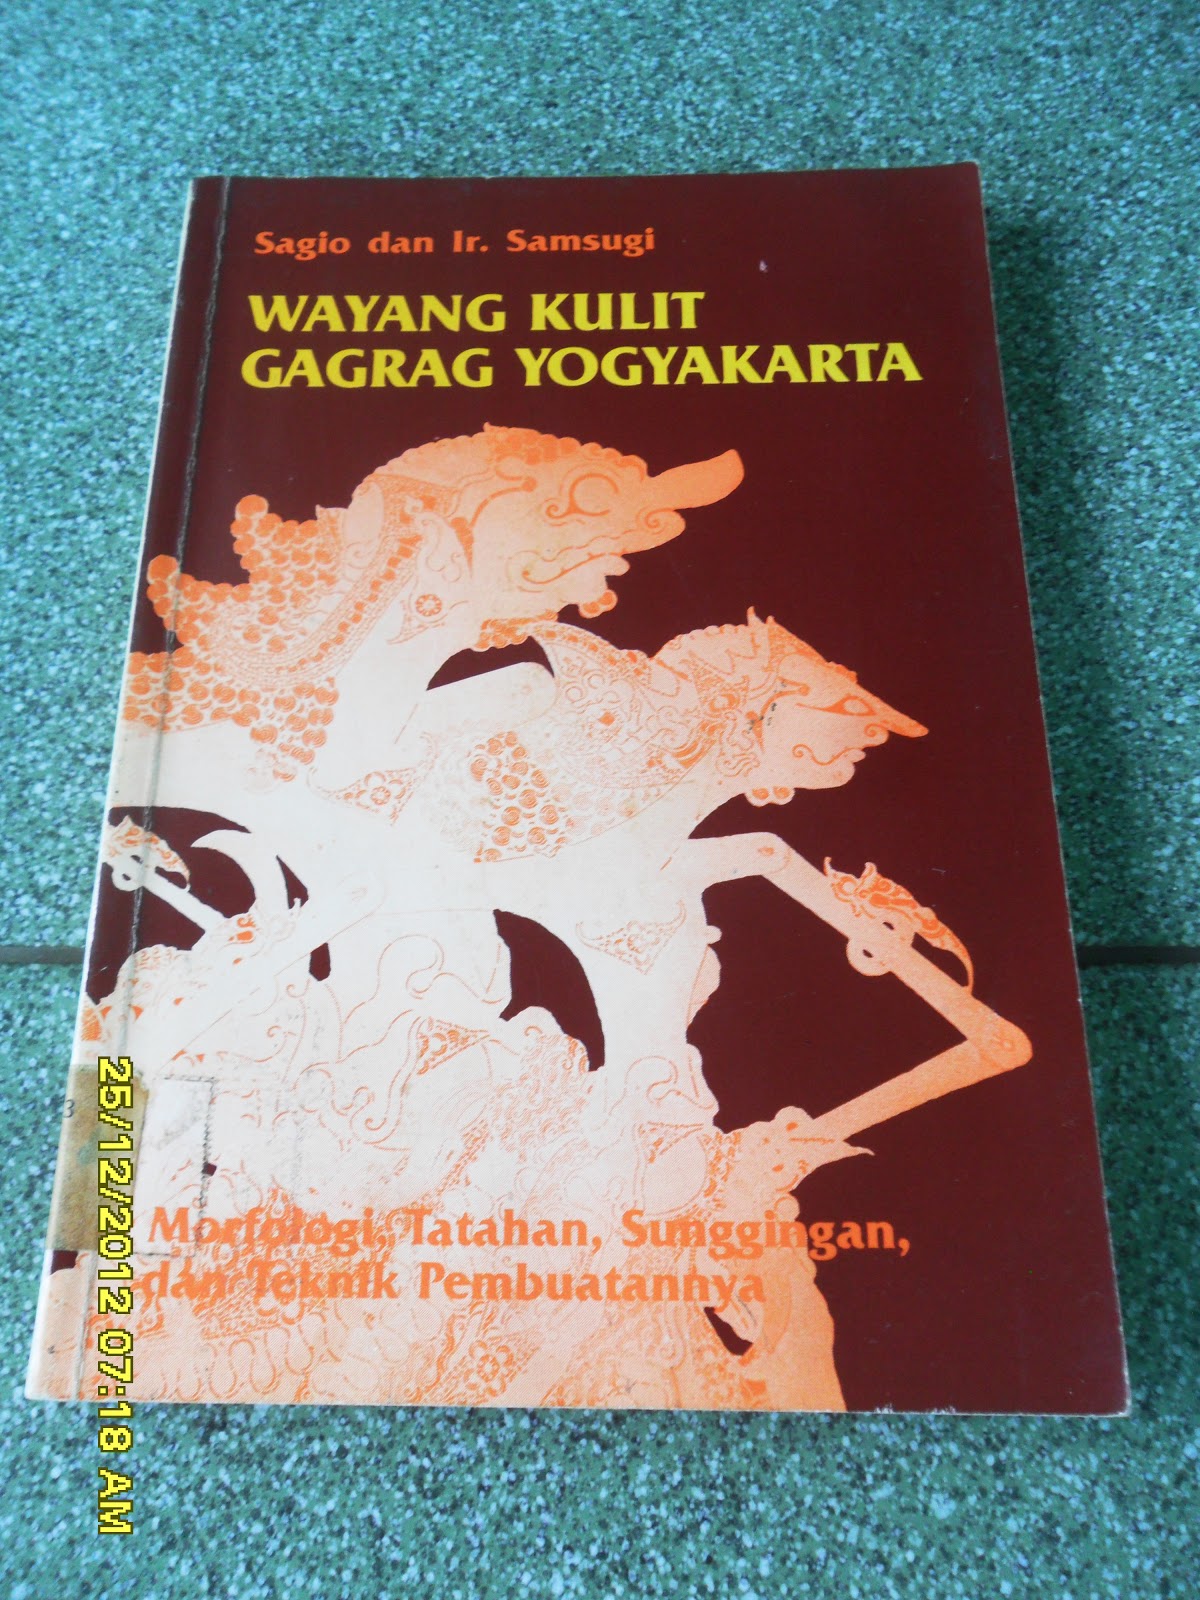 Sagio dan Ir. Samsugi
WAYANG KULIT
GAGRAG YOGYAKARTA
Morfologi, Tatahan, Sunggingan,
dan Teknik Pembuatannya
3
25/12/2012 07:18 AM